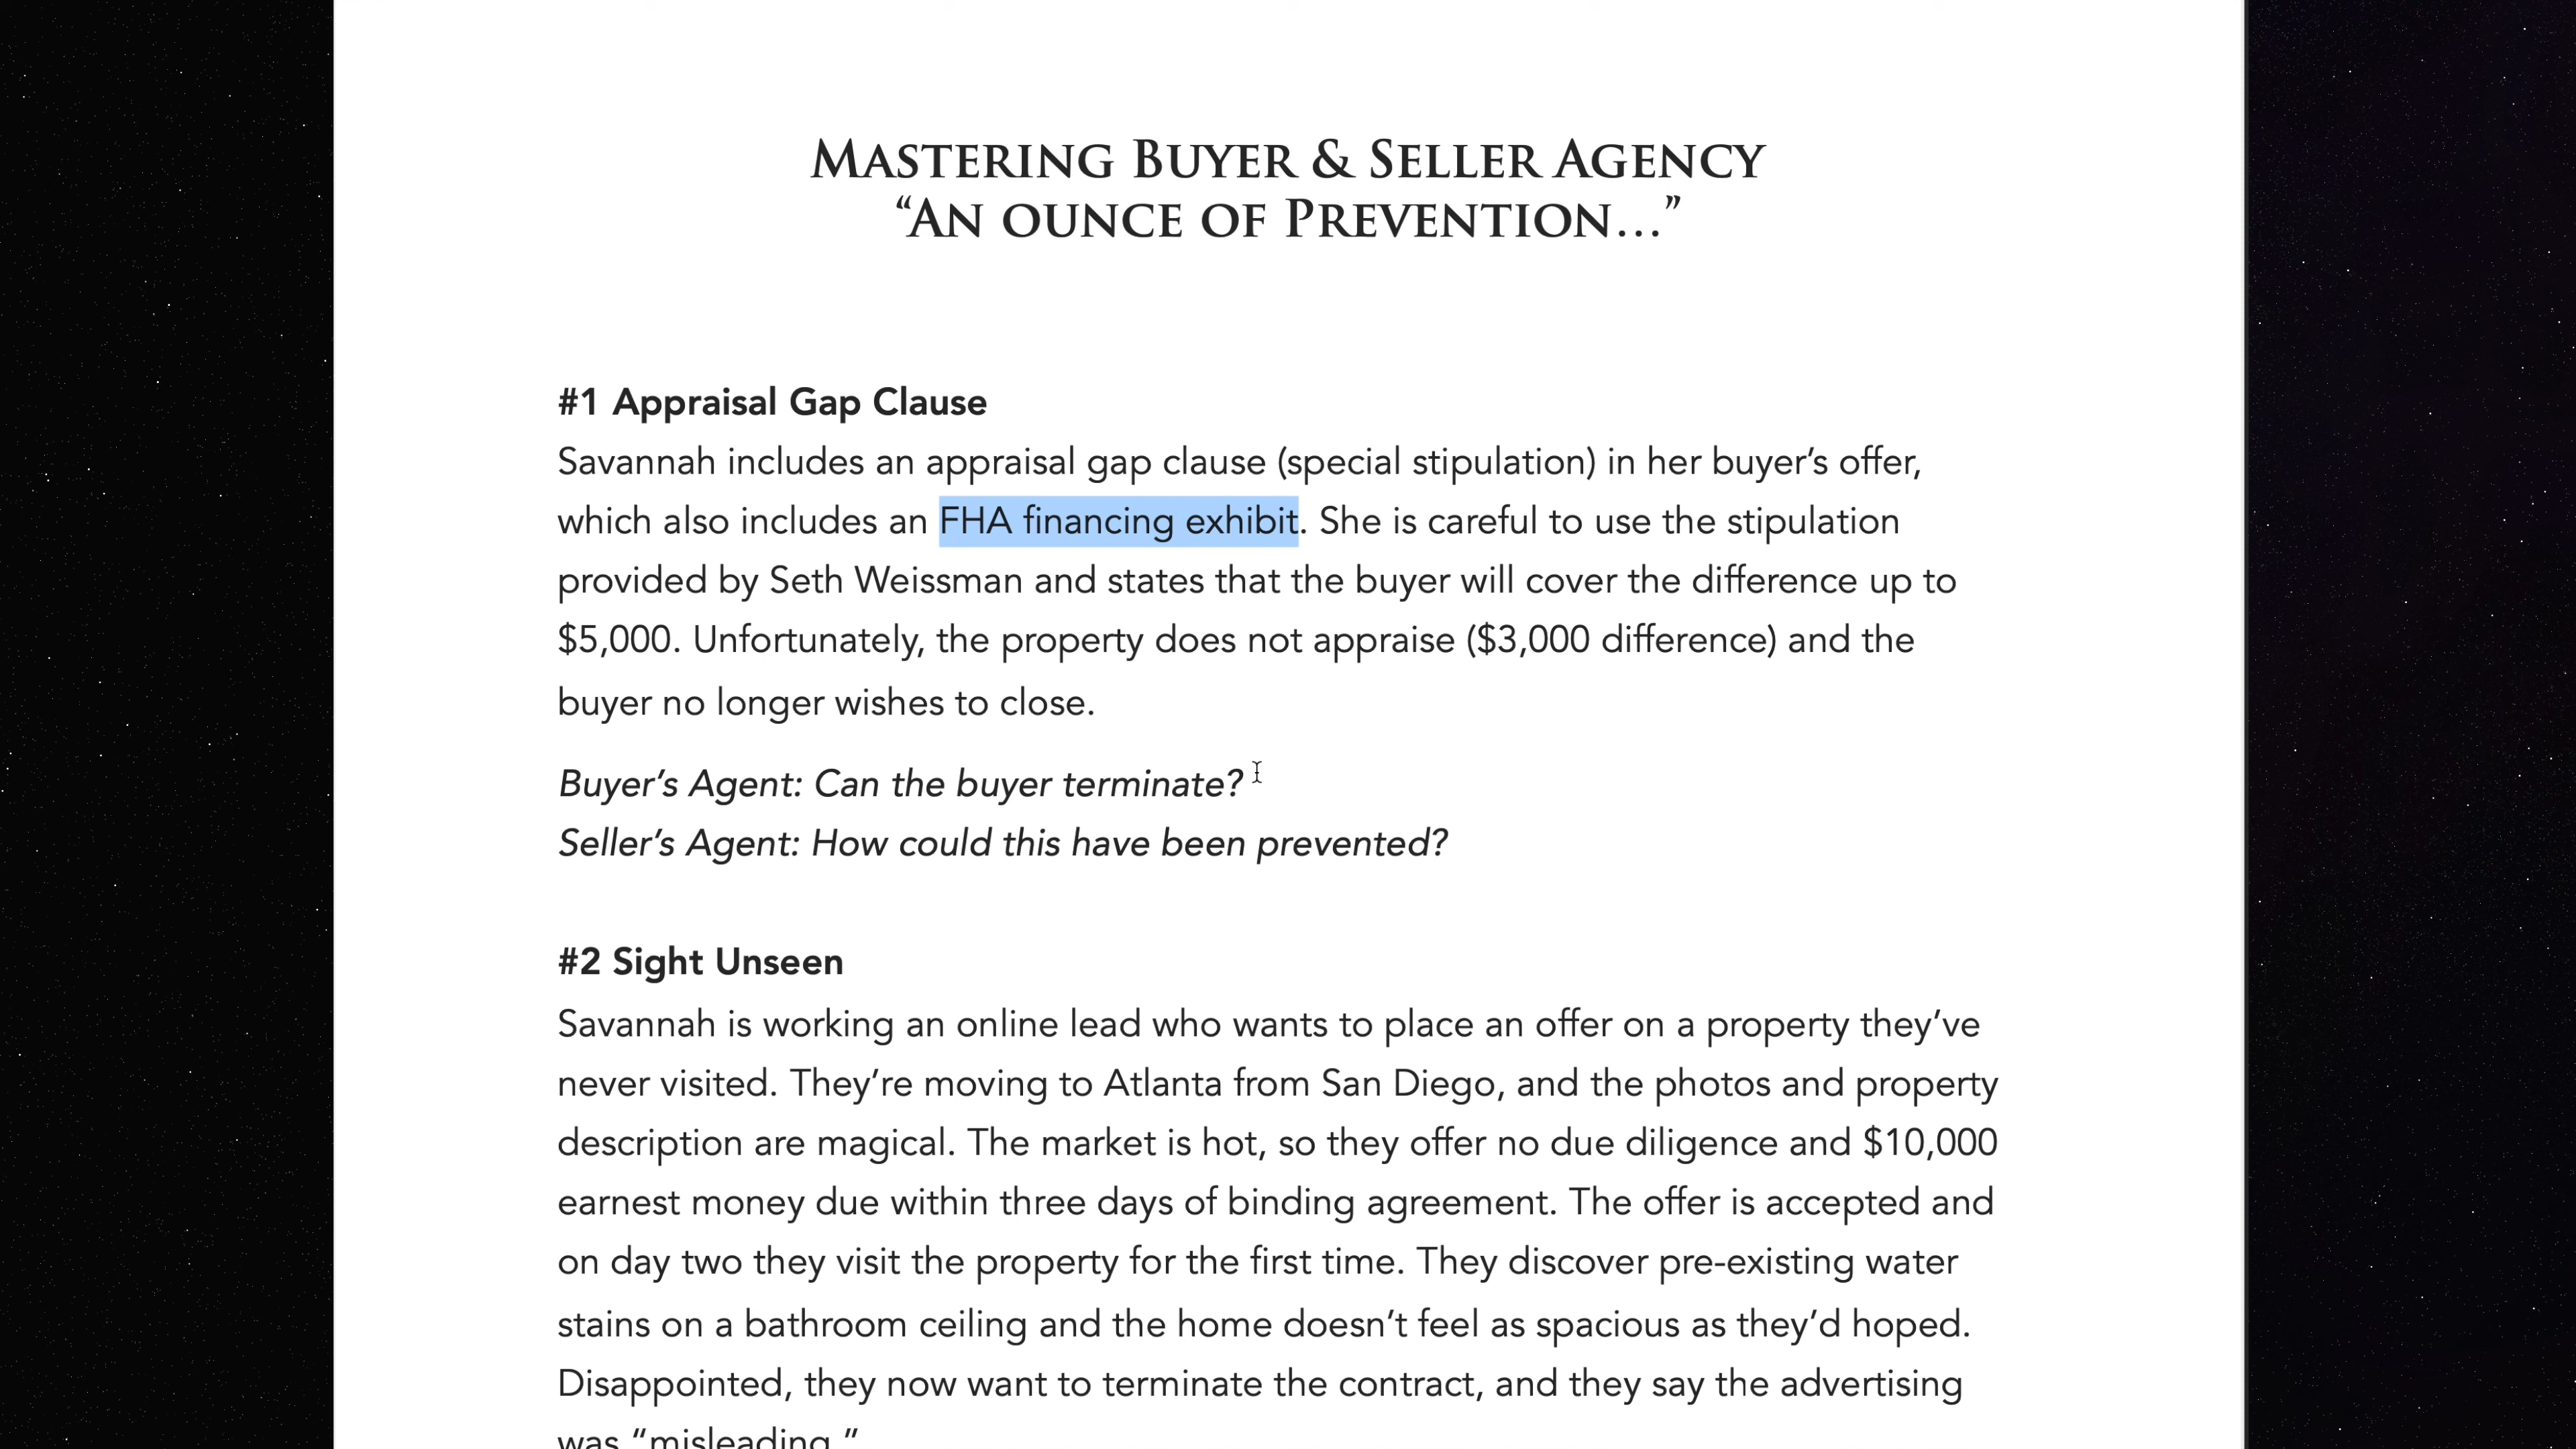 MASTERING BUYER & SELLER AGENCY
“AN OUNCE OF PREVENTION…”
#1 Appraisal Gap Clause
Savannah includes an appraisal gap clause (special stipulation) in her buyer’s offer,
which also includes an FHA financing exhibit. She is careful to use the stipulation
provided by Seth Weissman and states that the buyer will cover the difference up to
$5,000. Unfortunately, the property does not appraise ($3,000 difference) and the
buyer no longer wishes to close.
Buyer’s Agent: Can the buyer terminate?
Seller’s Agent: How could this have been prevented?
#2 Sight Unseen
Savannah is working an online lead who wants to place an offer on a property they’ve
never visited. They’re moving to Atlanta from San Diego, and the photos and property
description are magical. The market is hot, so they offer no due diligence and $10,000
earnest money due within three days of binding agreement. The offer is accepted and
on day two they visit the property for the first time. They discover pre-existing water
stains on a bathroom ceiling and the home doesn’t feel as spacious as they’d hoped.
Disappointed, they now want to terminate the contract, and they say the advertising
was “misleading.”